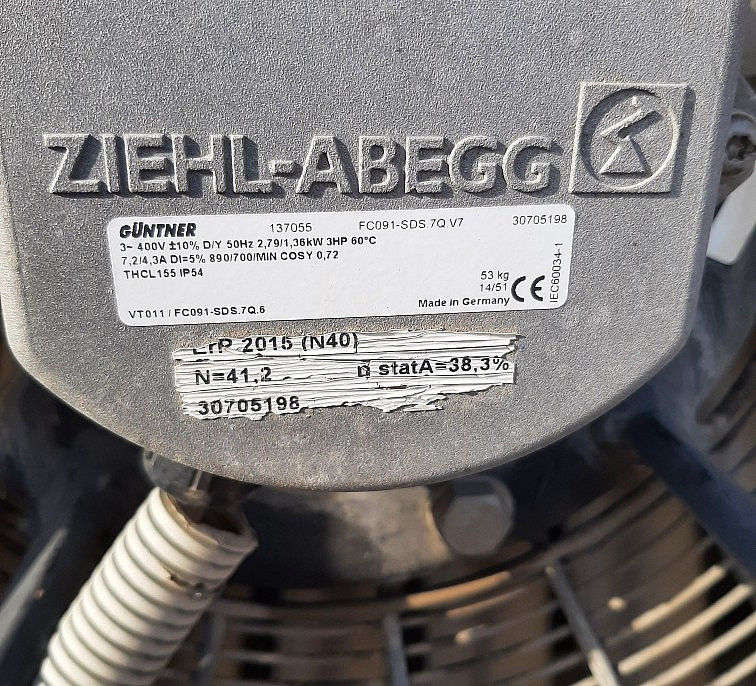 ZIEHL-ABEGG
GÜNTNER 137055 FC091-SDS.7Q.V7 30705198
3~ 400V ±10% D/Y 50Hz 2,79/1,36kW 3HP 60°C
7,2/4,3A DI=5% 890/700/MIN COSY 0,72
THCL155 IP54
53 kg
14/51
CE
Made in Germany
IEC60034-1
VT011 / FC091-SDS.7Q.6
ErP 2015 (N40)
N=41,2 η statA=38,3%
30705198